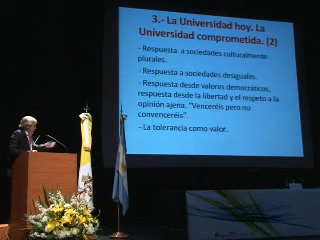 3.- La Universidad hoy. La
Universidad comprometida. (2)
- Respuesta a sociedades culturalmente
plurales.
- Respuesta a sociedades desiguales.
- Respuesta desde valores democráticos,
respuesta desde la libertad y el respeto a la
opinión ajena. "Venceréis pero no
convenceréis".
- La tolerancia como valor.